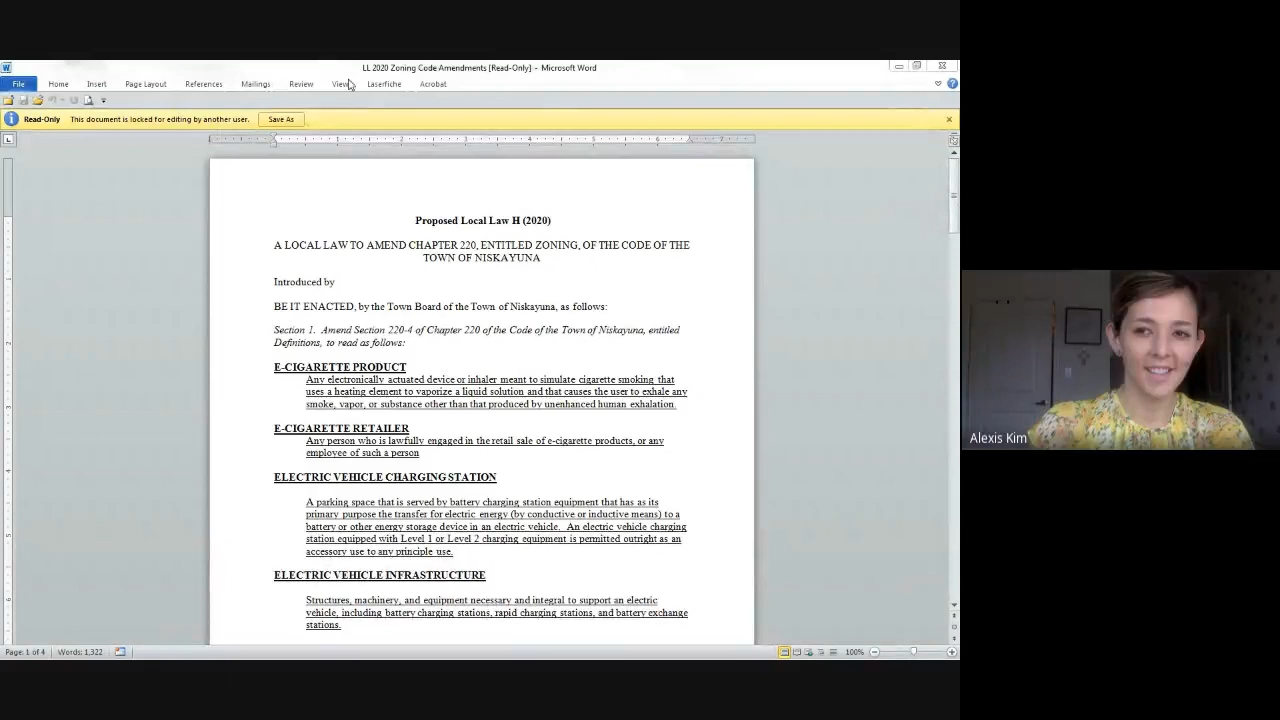 LL 2020 Zoning Code Amendments [Read-Only] - Microsoft Word
File Home Insert Page Layout References Mailings Review View Laserfiche Acrobat
Read-Only This document is locked for editing by another user. Save As
1 2 3 4 5 6 7
Proposed Local Law H (2020)
A LOCAL LAW TO AMEND CHAPTER 220, ENTITLED ZONING, OF THE CODE OF THE
TOWN OF NISKAYUNA
Introduced by
BE IT ENACTED, by the Town Board of the Town of Niskayuna, as follows:
Section 1. Amend Section 220-4 of Chapter 220 of the Code of the Town of Niskayuna, entitled
Definitions, to read as follows:
E-CIGARETTE PRODUCT
Any electronically actuated device or inhaler meant to simulate cigarette smoking that
uses a heating element to vaporize a liquid solution and that causes the user to exhale any
smoke, vapor, or substance other than that produced by unenhanced human exhalation.
E-CIGARETTE RETAILER
Any person who is lawfully engaged in the retail sale of e-cigarette products, or any
employee of such a person
ELECTRIC VEHICLE CHARGING STATION
A parking space that is served by battery charging station equipment that has as its
primary purpose the transfer for electric energy (by conductive or inductive means) to a
battery or other energy storage device in an electric vehicle. An electric vehicle charging
station equipped with Level 1 or Level 2 charging equipment is permitted outright as an
accessory use to any principle use.
ELECTRIC VEHICLE INFRASTRUCTURE
Structures, machinery, and equipment necessary and integral to support an electric
vehicle, including battery charging stations, rapid charging stations, and battery exchange
stations.
Page: 1 of 4 Words: 1,322 100%
Alexis Kim